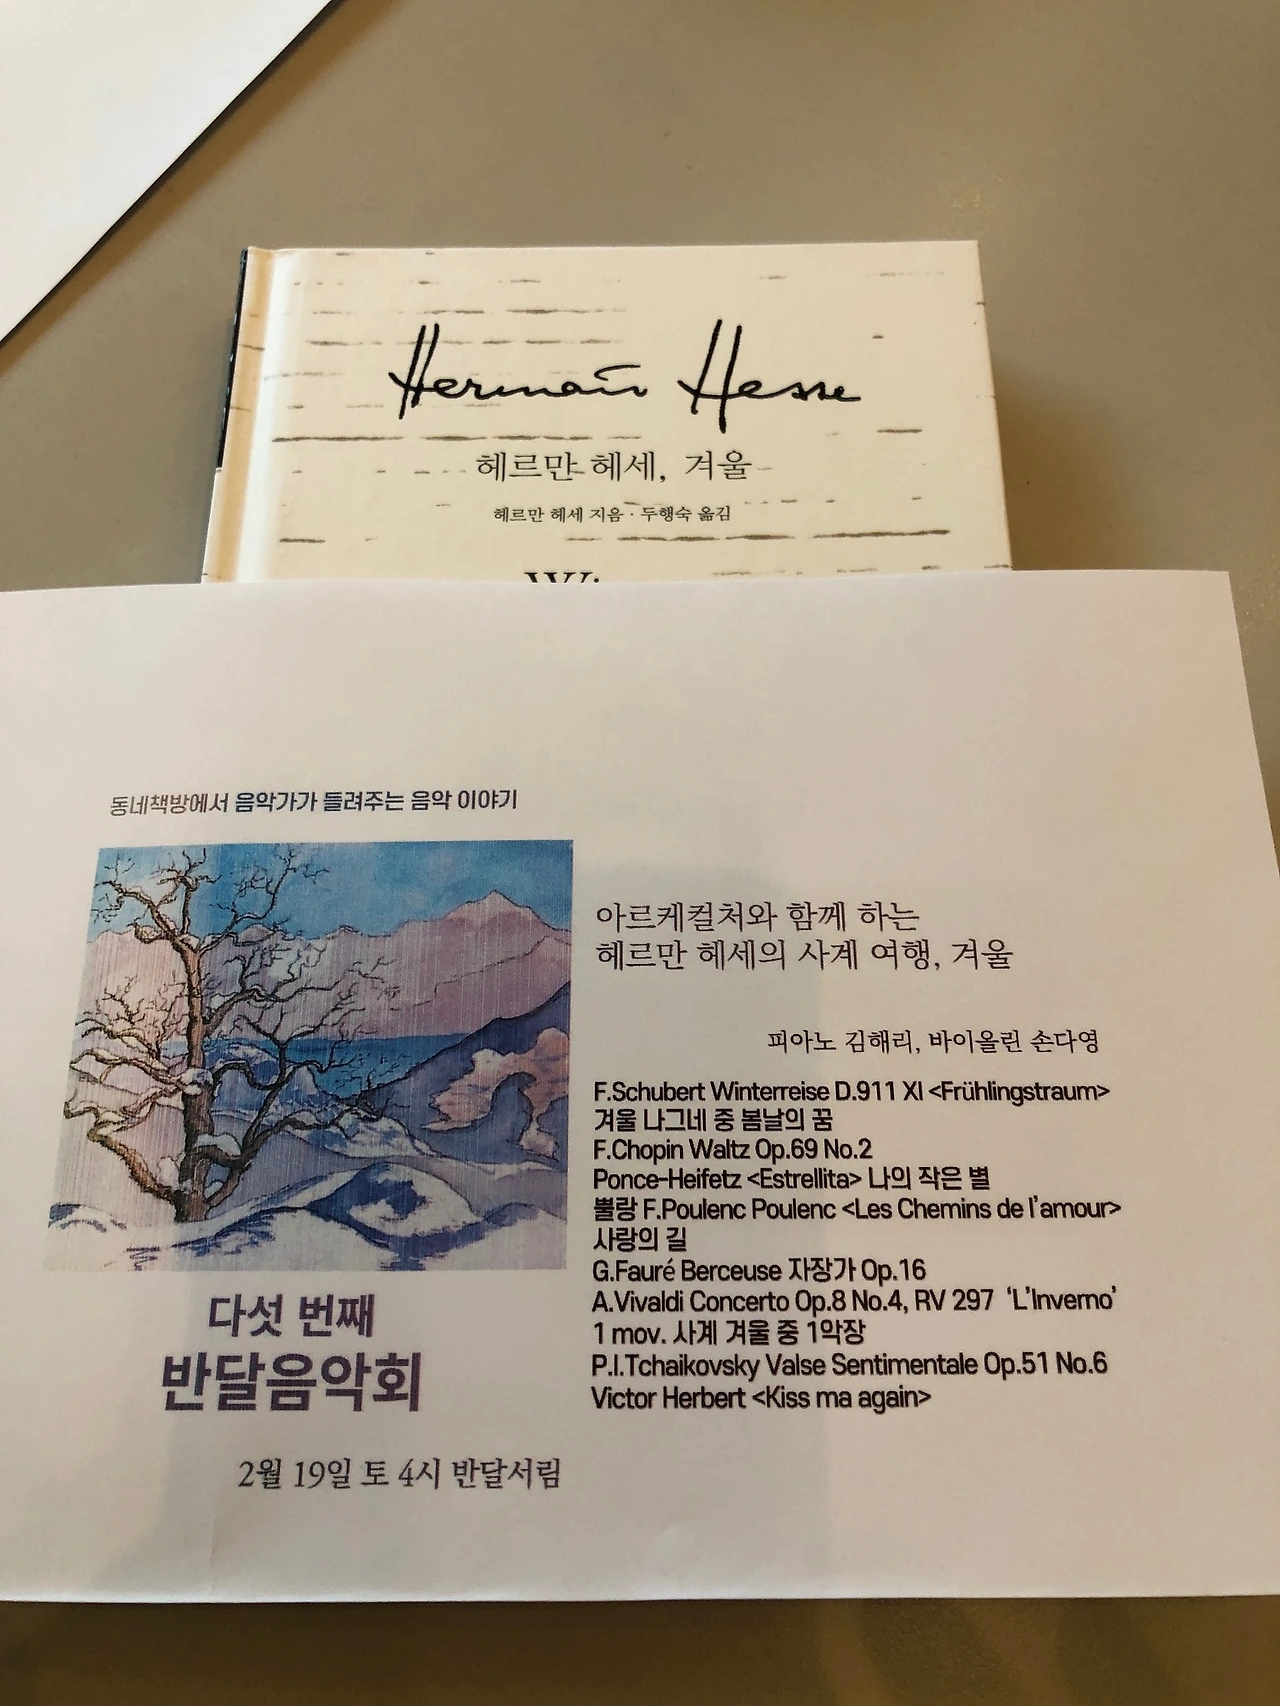 Hermann Hesse
헤르만 헤세, 겨울
헤르만 헤세 지음 · 두행숙 옮김
동네책방에서 음악가가 들려주는 음악 이야기
아르케컬처와 함께 하는
헤르만 헤세의 사계 여행, 겨울
피아노 김해리, 바이올린 손다영
F.Schubert Winterreise D.911 XI <Frühlingstraum>
겨울 나그네 중 봄날의 꿈
F.Chopin Waltz Op.69 No.2
Ponce-Heifetz <Estrellita> 나의 작은 별
뿔랑 F.Poulenc Poulenc <Les Chemins de l'amour>
사랑의 길
G.Fauré Berceuse 자장가 Op.16
A.Vivaldi Concerto Op.8 No.4, RV 297 'L'Inverno'
1 mov. 사계 겨울 중 1악장
P.I.Tchaikovsky Valse Sentimentale Op.51 No.6
Victor Herbert <Kiss ma again>
다섯 번째
반달음악회
2월 19일 토 4시 반달서림